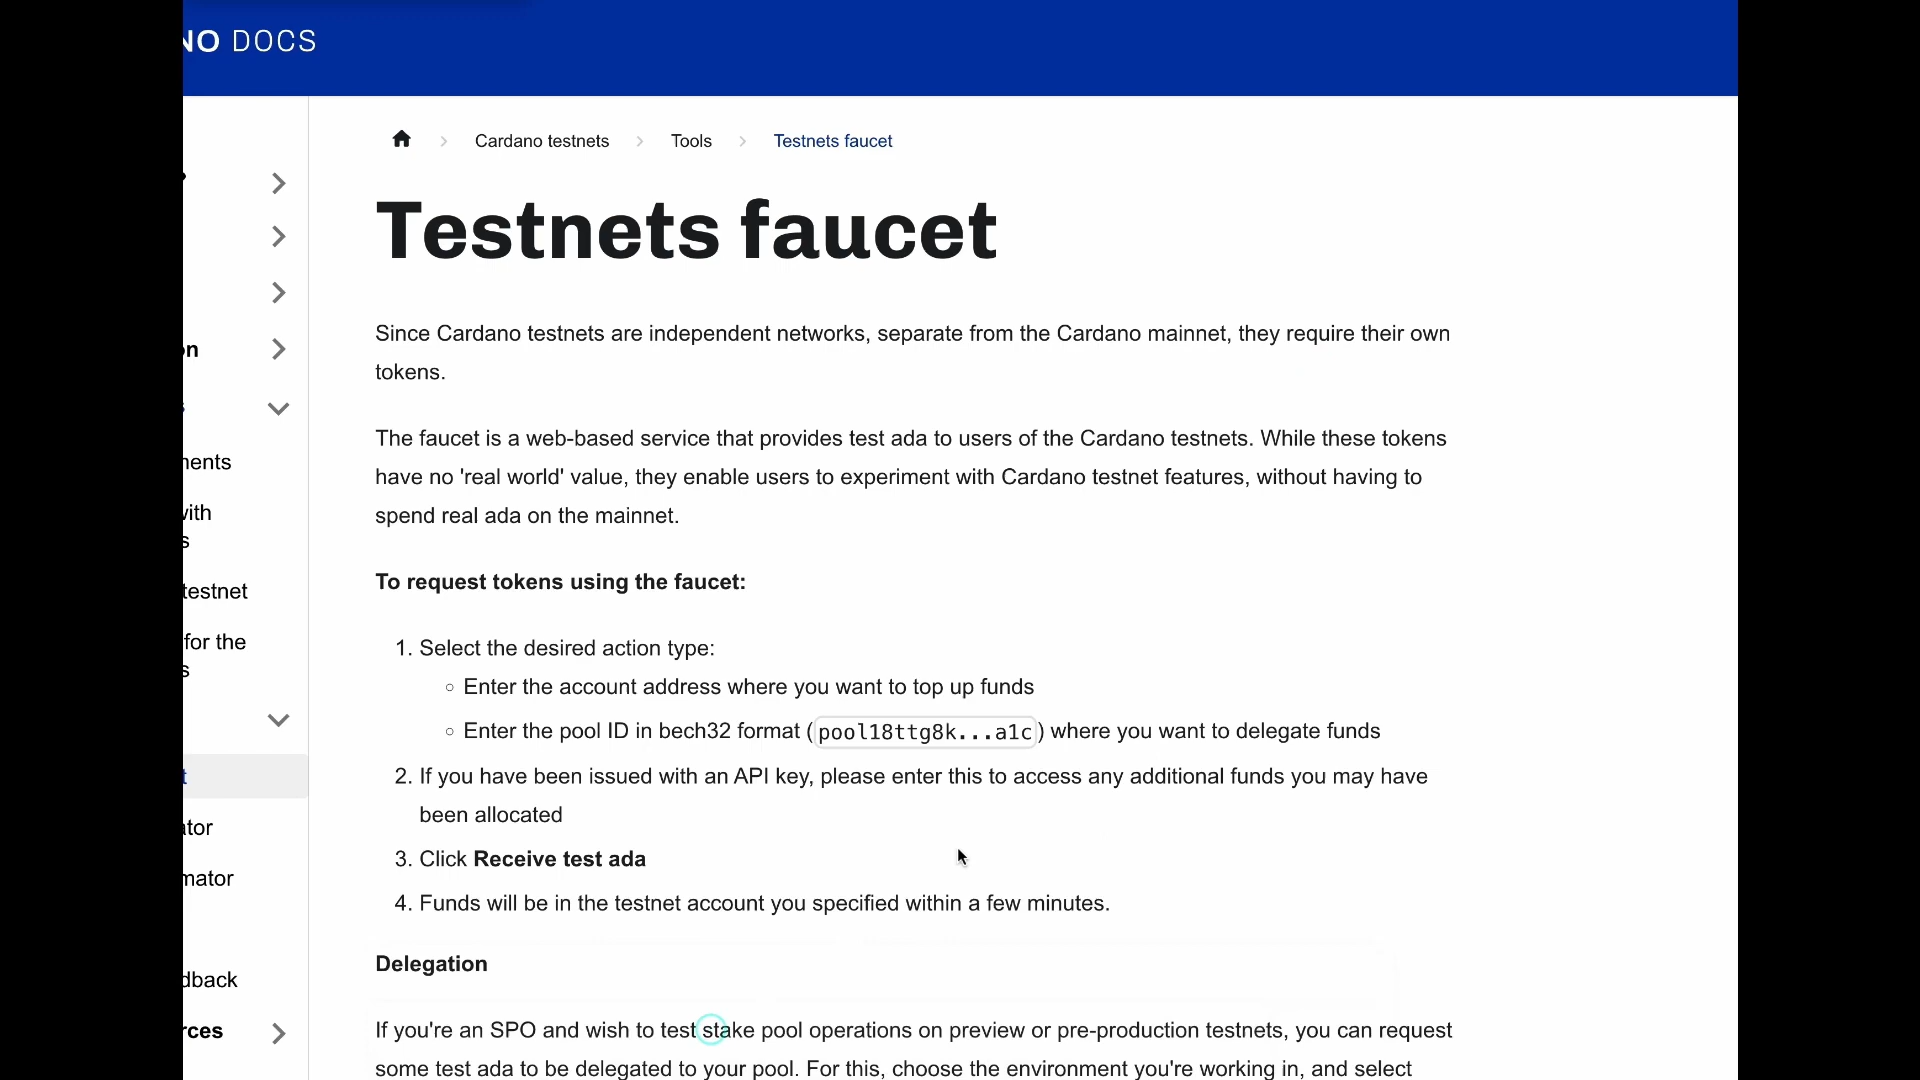 NO DOCS
Cardano testnets
Tools
Testnets faucet
Testnets faucet
Since Cardano testnets are independent networks, separate from the Cardano mainnet, they require their own
tokens.
The faucet is a web-based service that provides test ada to users of the Cardano testnets. While these tokens
have no 'real world' value, they enable users to experiment with Cardano testnet features, without having to
spend real ada on the mainnet.
To request tokens using the faucet:
1. Select the desired action type:
Enter the account address where you want to top up funds
Enter the pool ID in bech32 format (pool18ttg8k...a1c) where you want to delegate funds
2. If you have been issued with an API key, please enter this to access any additional funds you may have
been allocated
3. Click Receive test ada
4. Funds will be in the testnet account you specified within a few minutes.
Delegation
If you're an SPO and wish to test stake pool operations on preview or pre-production testnets, you can request
some test ada to be delegated to your pool. For this, choose the environment you're working in, and select
on
s
nents
with
s
testnet
for the
s
t
ator
mator
dback
rces